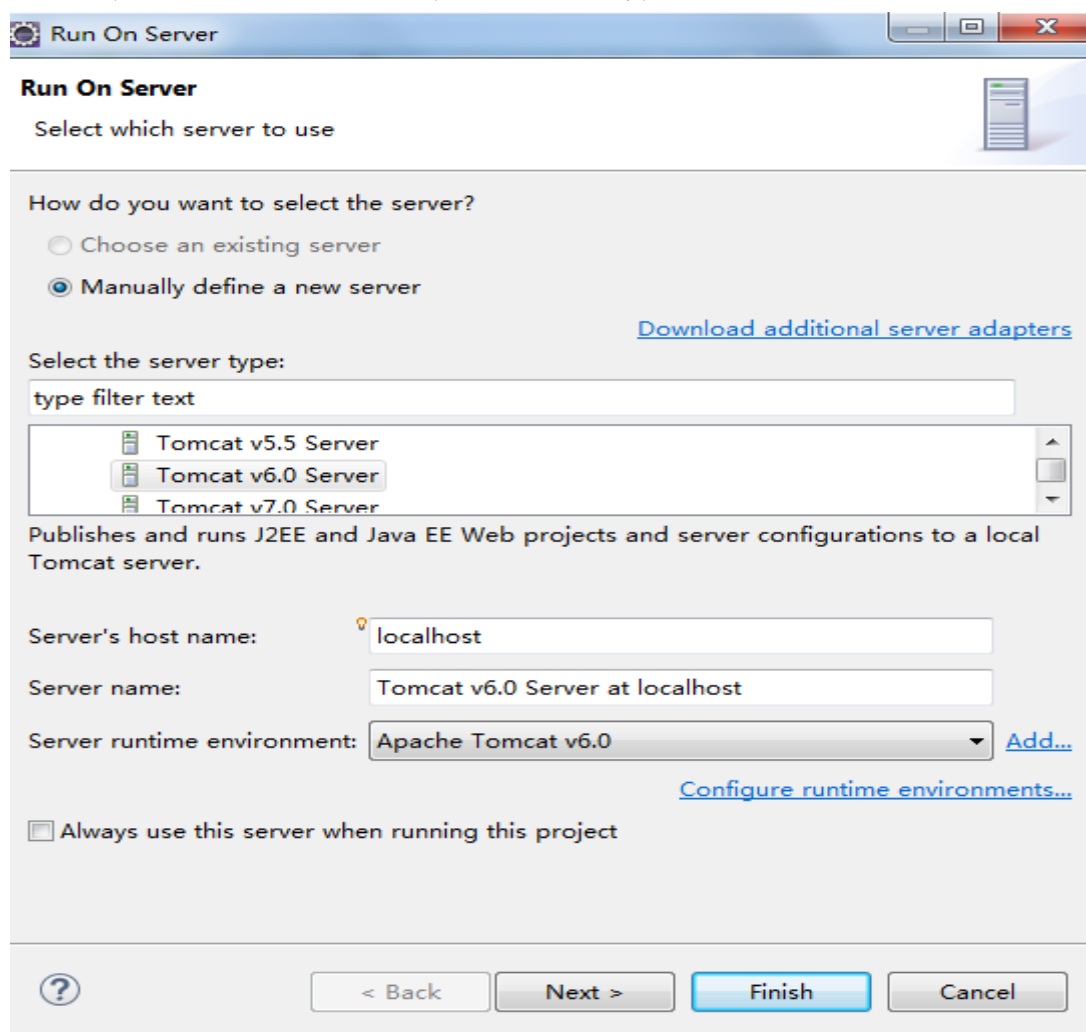 Run On Server
Run On Server
Select which server to use
How do you want to select the server?
Choose an existing server
Manually define a new server
Download additional server adapters
Select the server type:
type filter text
Tomcat v5.5 Server
Tomcat v6.0 Server
Tomcat v7.0 Server
Publishes and runs J2EE and Java EE Web projects and server configurations to a local
Tomcat server.
Server's host name: localhost
Server name: Tomcat v6.0 Server at localhost
Server runtime environment: Apache Tomcat v6.0 Add...
Configure runtime environments...
Always use this server when running this project
? < Back Next > Finish Cancel